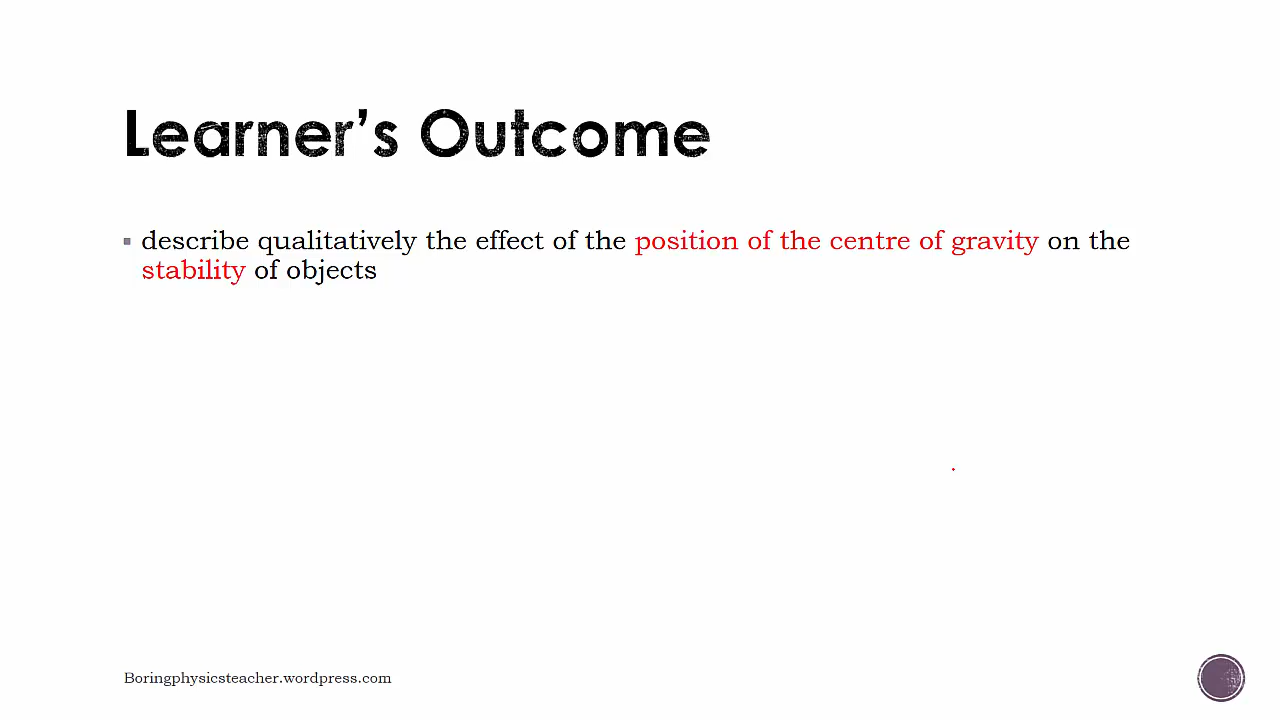 Learner’s Outcome
describe qualitatively the effect of the position of the centre of gravity on the
stability of objects
Boringphysicsteacher.wordpress.com